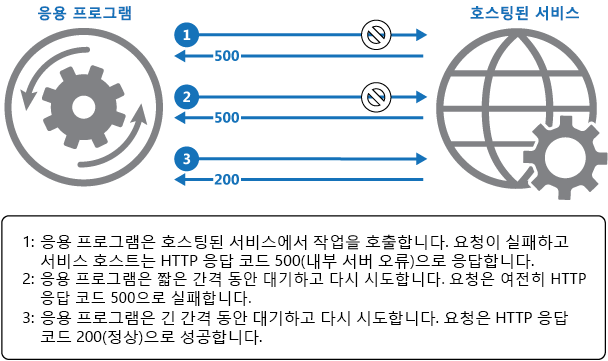 응용 프로그램
호스팅된 서비스
1
500
2
500
3
200
1: 응용 프로그램은 호스팅된 서비스에서 작업을 호출합니다. 요청이 실패하고
서비스 호스트는 HTTP 응답 코드 500(내부 서버 오류)으로 응답합니다.
2: 응용 프로그램은 짧은 간격 동안 대기하고 다시 시도합니다. 요청은 여전히 HTTP
응답 코드 500으로 실패합니다.
3: 응용 프로그램은 긴 간격 동안 대기하고 다시 시도합니다. 요청은 HTTP 응답
코드 200(정상)으로 성공합니다.